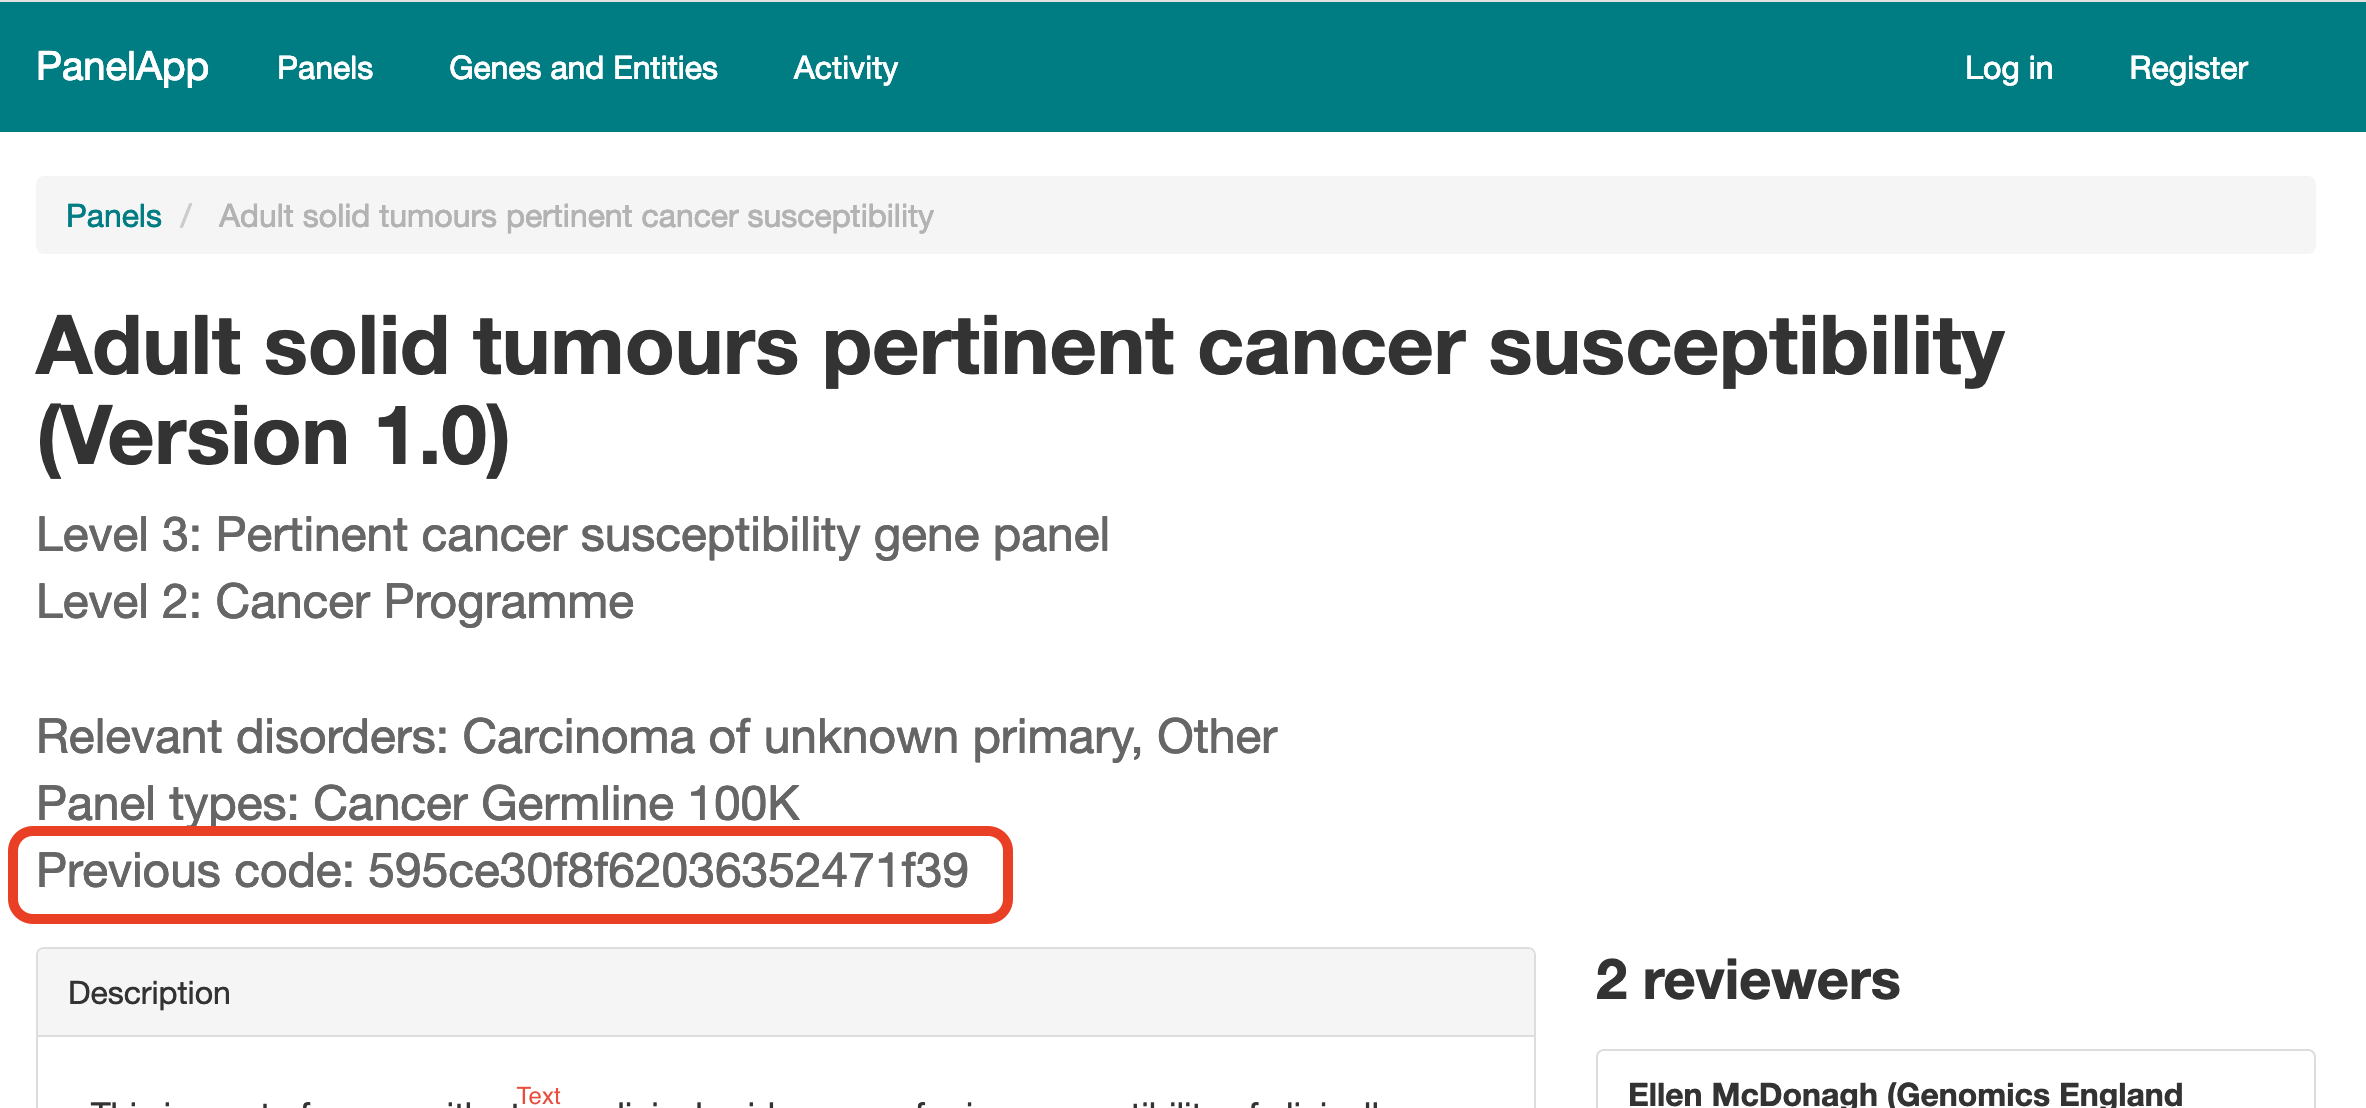 PanelApp Panels Genes and Entities Activity Log in Register
Panels / Adult solid tumours pertinent cancer susceptibility
Adult solid tumours pertinent cancer susceptibility
(Version 1.0)
Level 3: Pertinent cancer susceptibility gene panel
Level 2: Cancer Programme
Relevant disorders: Carcinoma of unknown primary, Other
Panel types: Cancer Germline 100K
Previous code: 595ce30f8f62036352471f39
Description
Text
2 reviewers
Ellen McDonagh (Genomics England